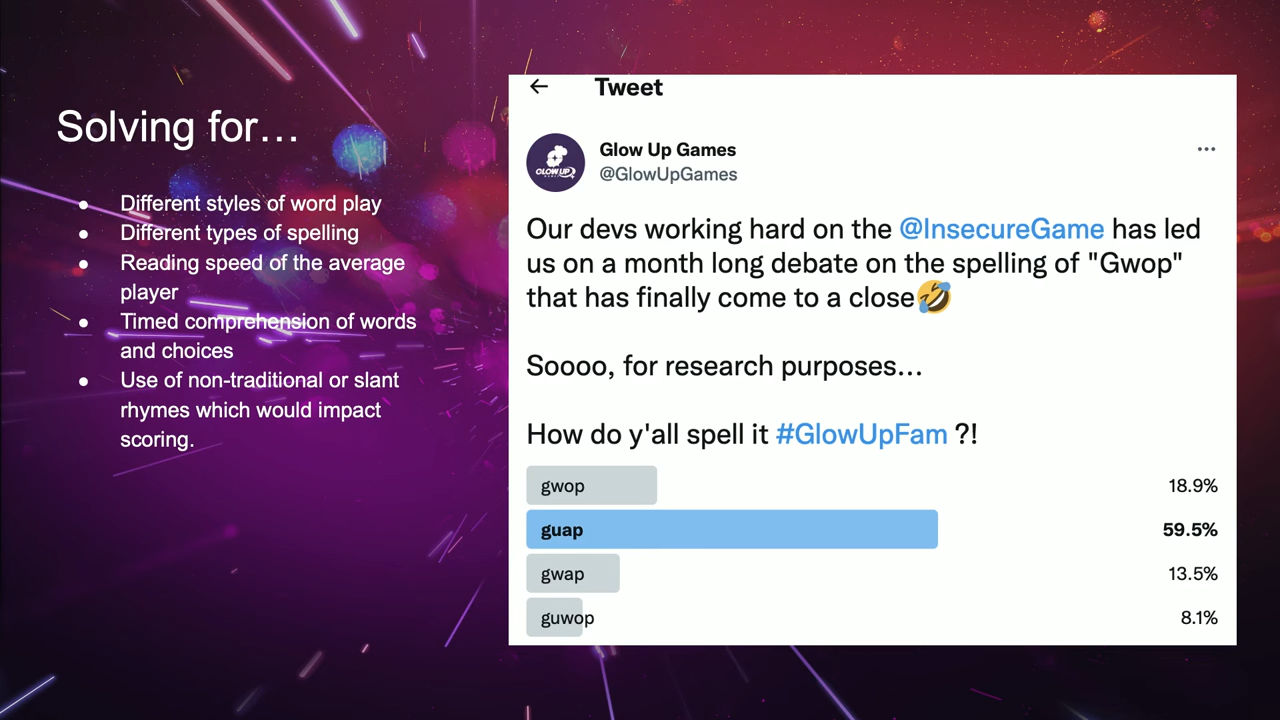 Solving for…
● Different styles of word play
● Different types of spelling
● Reading speed of the average
player
● Timed comprehension of words
and choices
● Use of non-traditional or slant
rhymes which would impact
scoring.
← Tweet
GLOW UP
Glow Up Games
@GlowUpGames
Our devs working hard on the @InsecureGame has led
us on a month long debate on the spelling of "Gwop"
that has finally come to a close🤣
Soooo, for research purposes…
How do y'all spell it #GlowUpFam ?!
gwop 18.9%
guap 59.5%
gwap 13.5%
guwop 8.1%